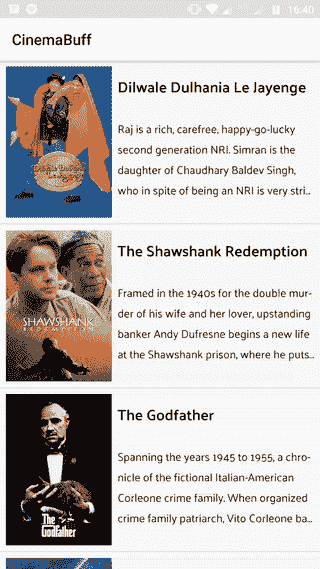 16:40
CinemaBuff
Dilwale Dulhania Le Jayenge
Raj is a rich, carefree, happy-go-lucky
second generation NRI. Simran is the
daughter of Chaudhary Baldev Singh,
who in spite of being an NRI is very stri…
The Shawshank Redemption
Framed in the 1940s for the double mur-
der of his wife and her lover, upstanding
banker Andy Dufresne begins a new life
at the Shawshank prison, where he puts…
SHAWSHANK
REDEMPTION
The Godfather
Spanning the years 1945 to 1955, a chro-
nicle of the fictional Italian-American
Corleone crime family. When organized
crime family patriarch, Vito Corleone ba…
The
Godfather